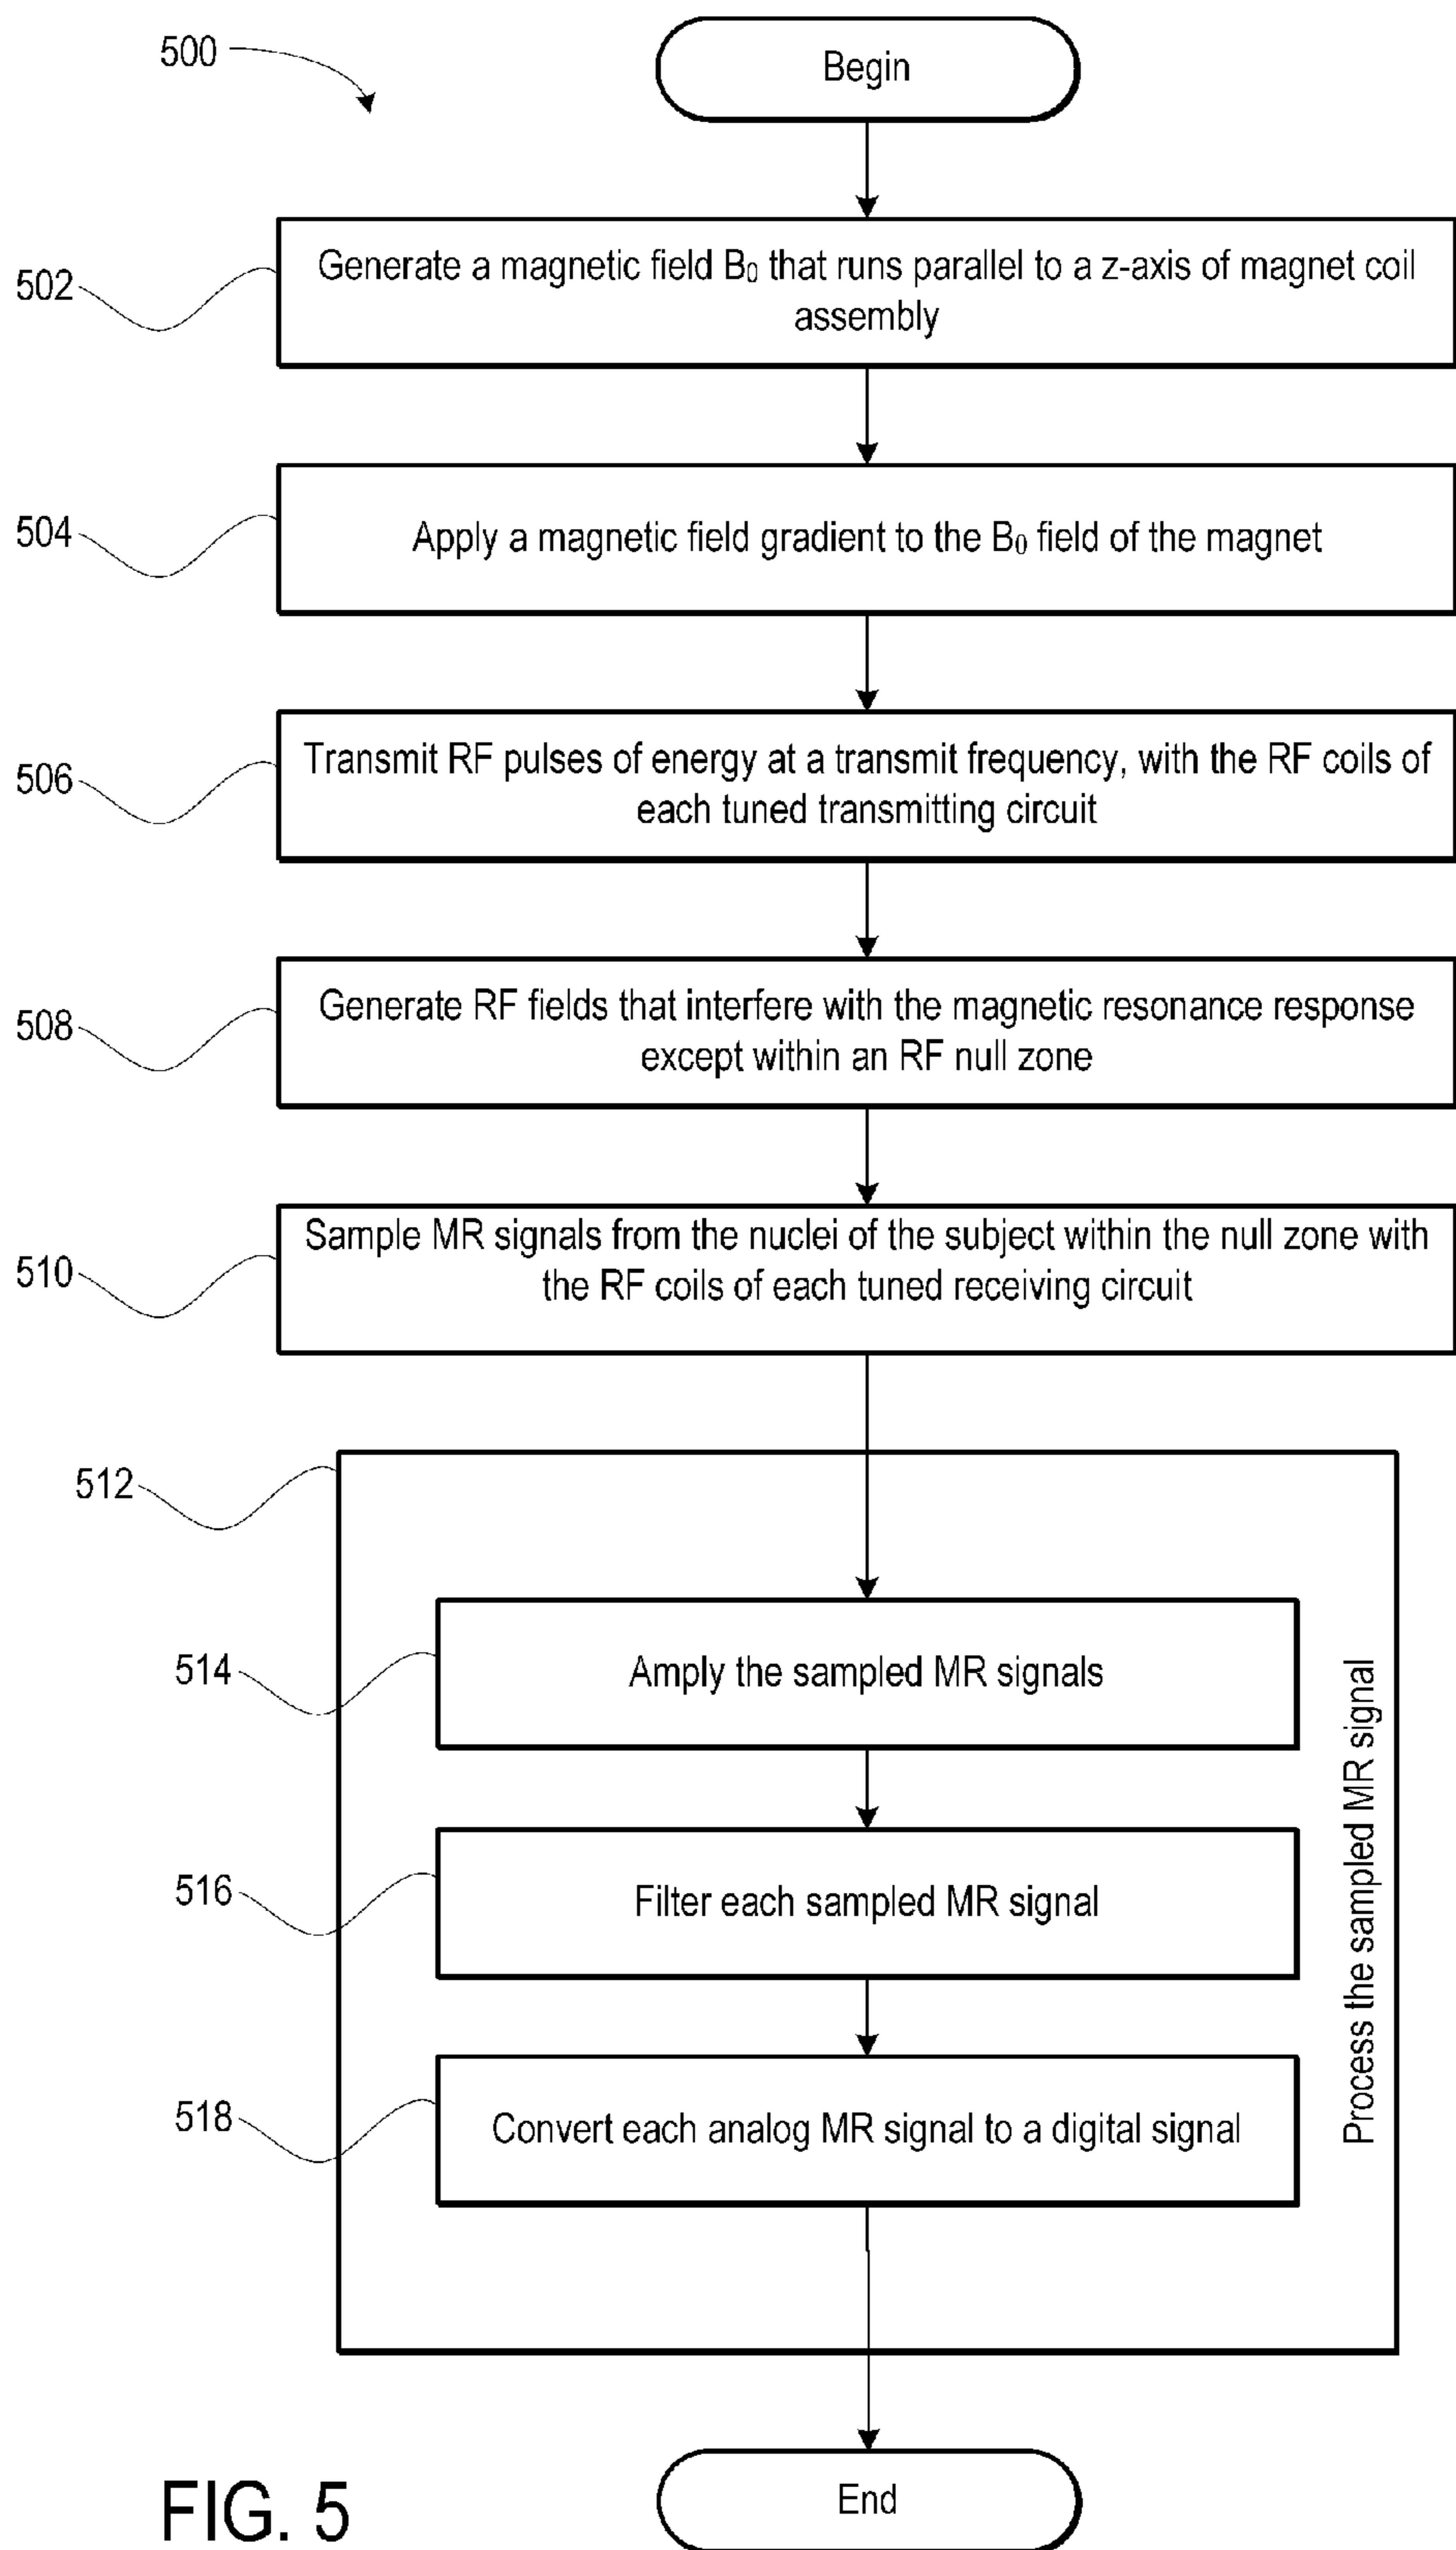 500
Begin
502
Generate a magnetic field B₀ that runs parallel to a z-axis of magnet coil
assembly
504
Apply a magnetic field gradient to the B₀ field of the magnet
506
Transmit RF pulses of energy at a transmit frequency, with the RF coils of
each tuned transmitting circuit
508
Generate RF fields that interfere with the magnetic resonance response
except within an RF null zone
510
Sample MR signals from the nuclei of the subject within the null zone with
the RF coils of each tuned receiving circuit
512
514
Amply the sampled MR signals
516
Filter each sampled MR signal
518
Convert each analog MR signal to a digital signal
Process the sampled MR signal
End
FIG. 5